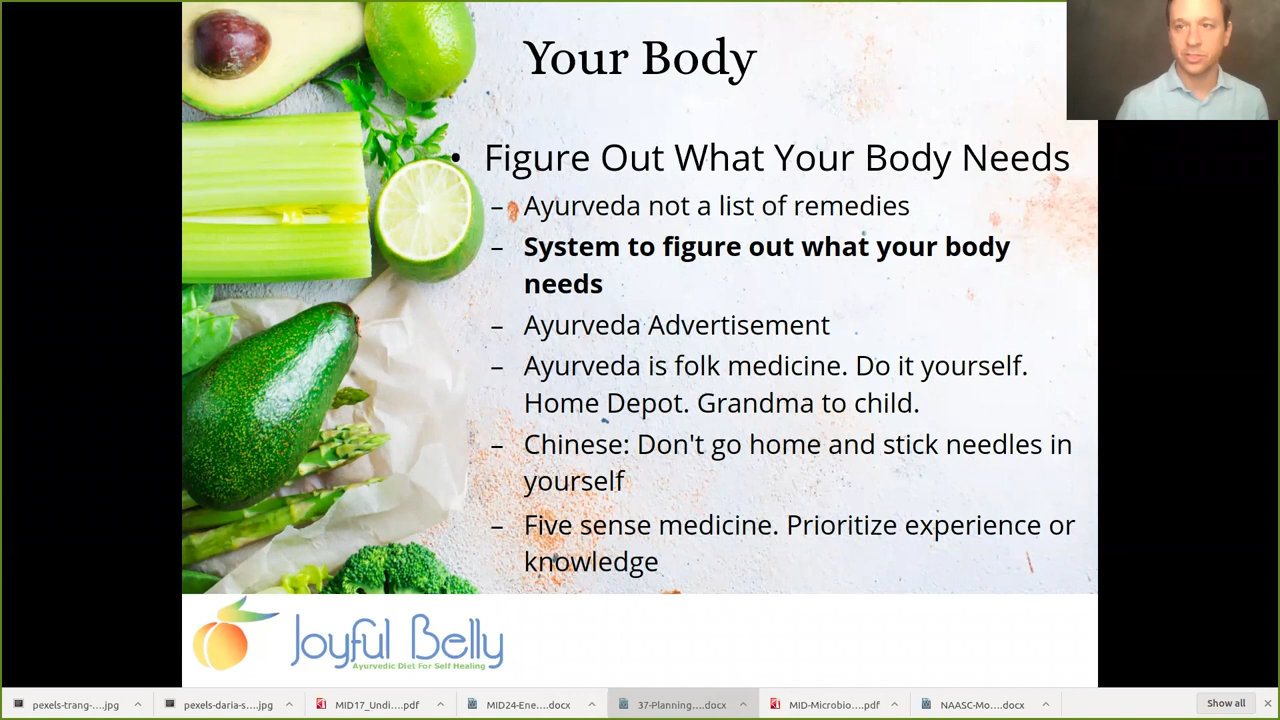 Your Body
• Figure Out What Your Body Needs
– Ayurveda not a list of remedies
– System to figure out what your body
needs
– Ayurveda Advertisement
– Ayurveda is folk medicine. Do it yourself.
Home Depot. Grandma to child.
– Chinese: Don't go home and stick needles in
yourself
– Five sense medicine. Prioritize experience or
knowledge
Joyful Belly
Ayurvedic Diet For Self Healing
pexels-trang-....jpg
pexels-daria-s....jpg
MID17_Undi....pdf
MID24-Ene....docx
37-Planning....docx
MID-Microbio....pdf
NAASC-Mo....docx
Show all